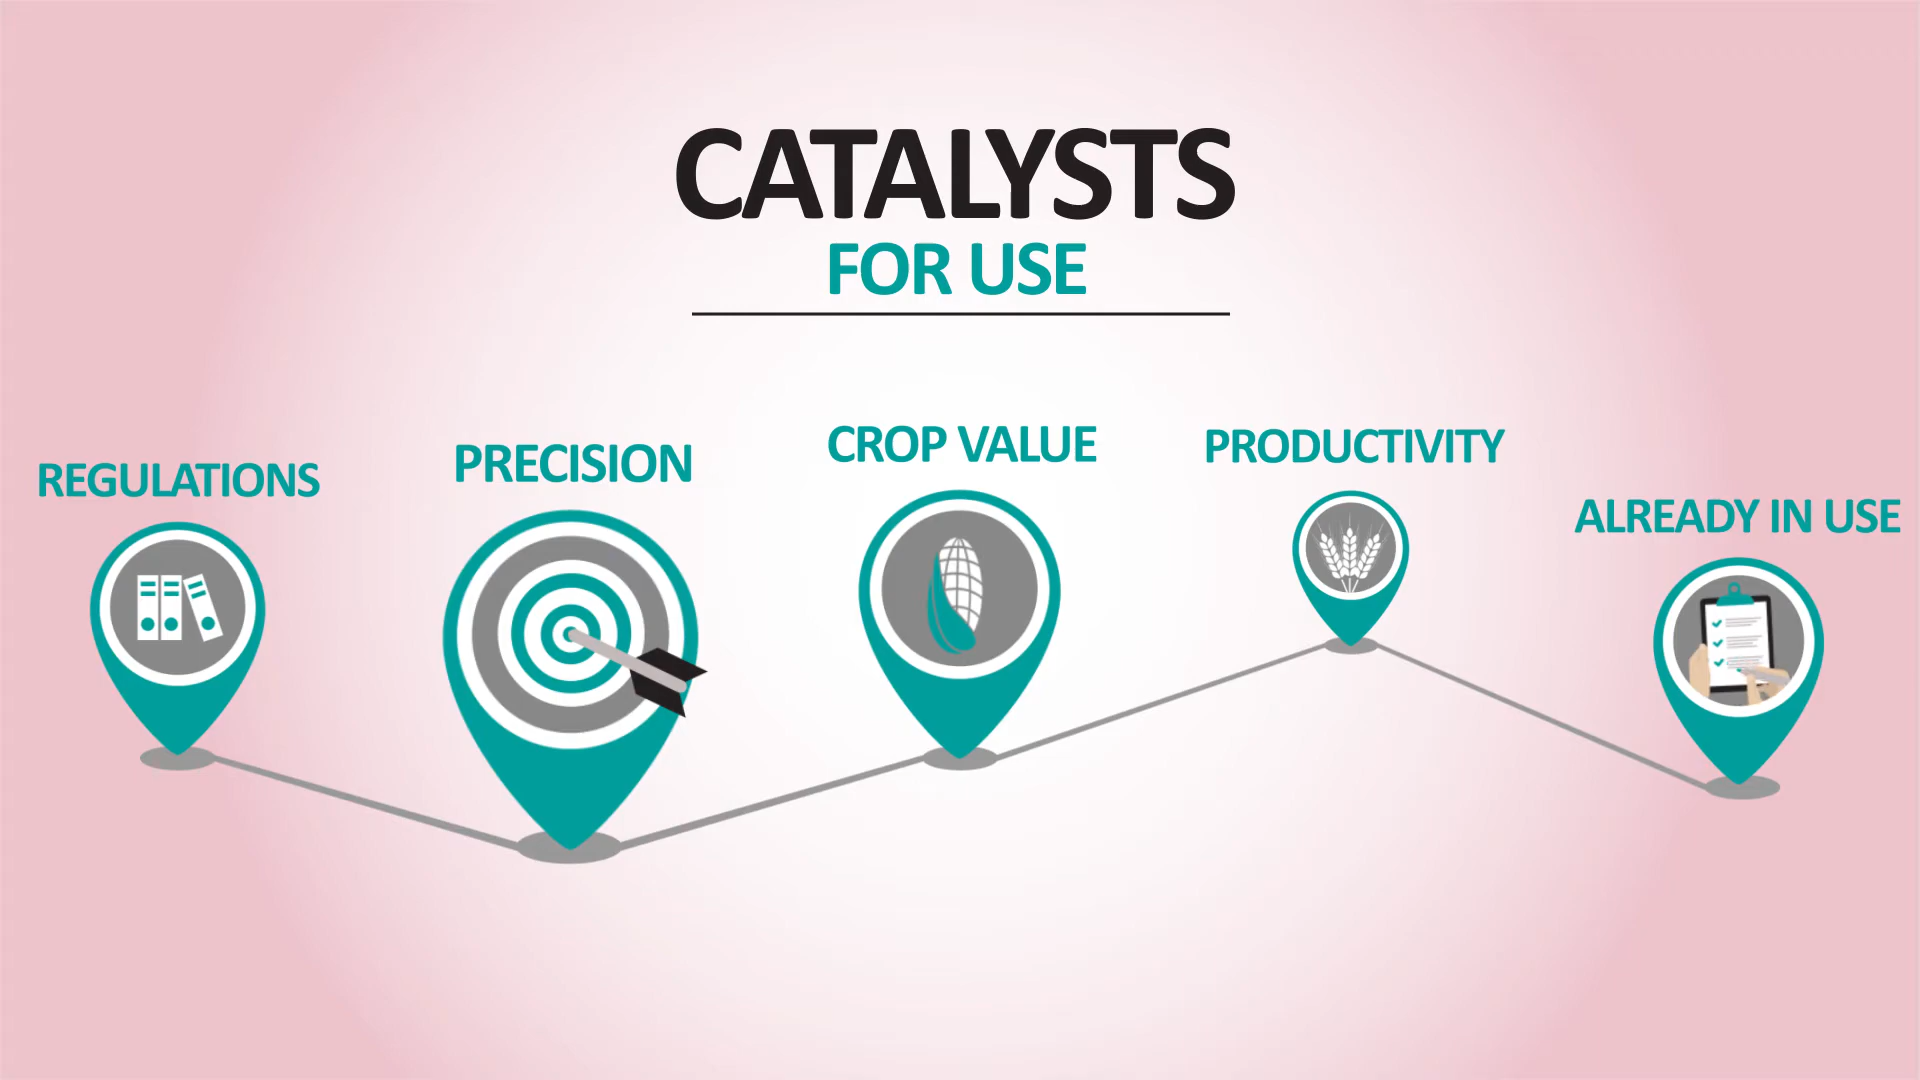 CATALYSTS
FOR USE
REGULATIONS
PRECISION
CROP VALUE
PRODUCTIVITY
ALREADY IN USE